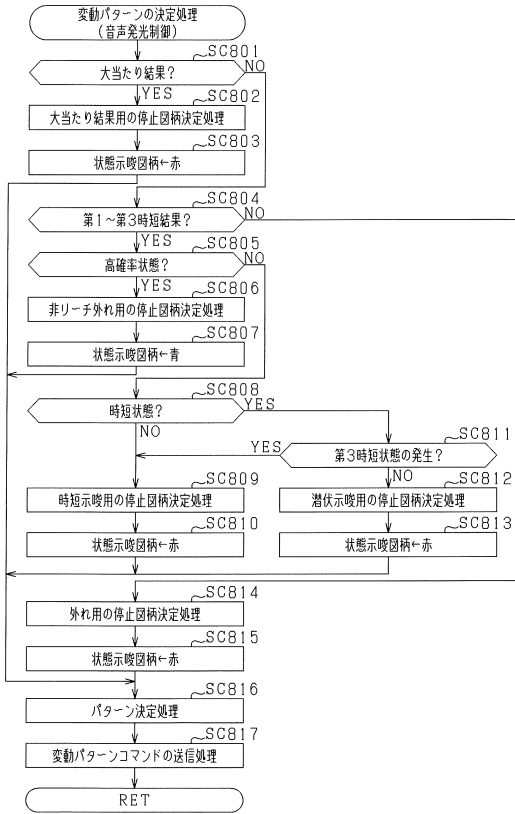 変動パターンの決定処理
(音声発光制御)
SC801
大当たり結果?
NO
YES
SC802
大当たり結果用の停止図柄決定処理
SC803
状態示唆図柄←赤
SC804
第1～第3時短結果?
NO
YES
SC805
高確率状態?
NO
YES
SC806
非リーチ外れ用の停止図柄決定処理
SC807
状態示唆図柄←青
SC808
時短状態?
YES
NO
SC811
第3時短状態の発生?
YES
NO
SC809
時短示唆用の停止図柄決定処理
SC812
潜伏示唆用の停止図柄決定処理
SC810
状態示唆図柄←赤
SC813
状態示唆図柄←赤
SC814
外れ用の停止図柄決定処理
SC815
状態示唆図柄←赤
SC816
パターン決定処理
SC817
変動パターンコマンドの送信処理
RET